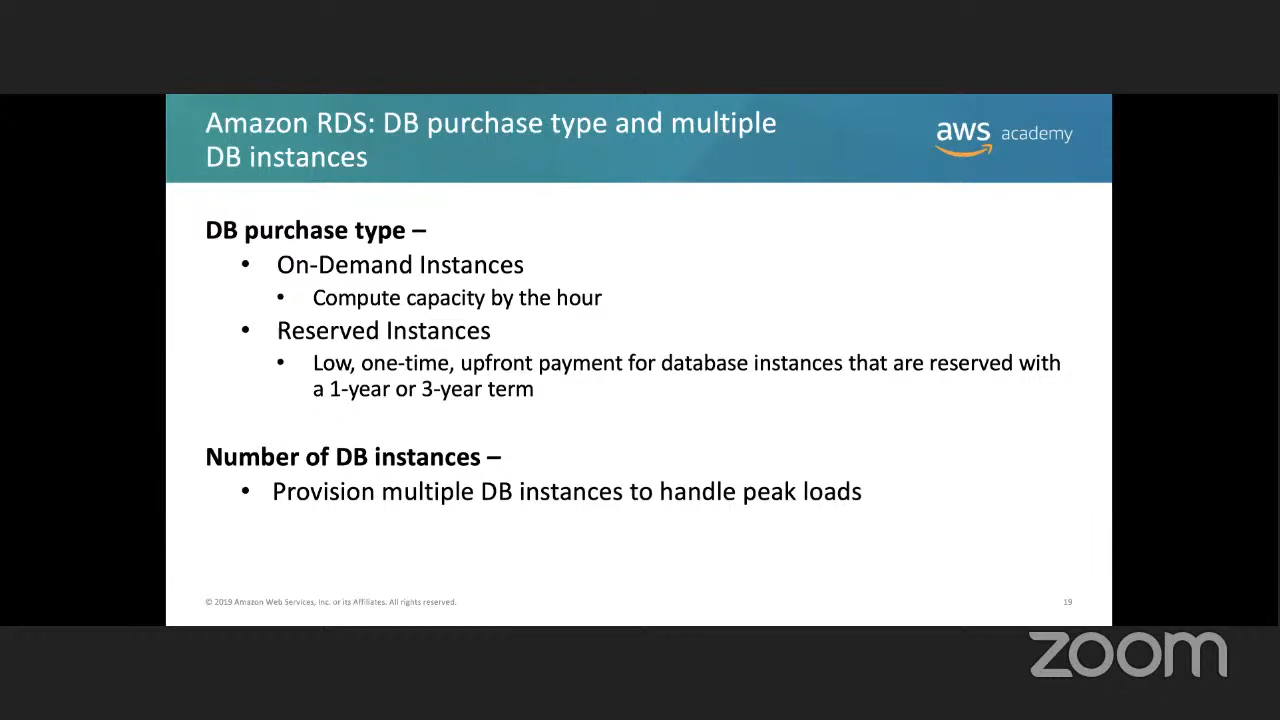 Amazon RDS: DB purchase type and multiple
DB instances
aws academy
DB purchase type –
• On-Demand Instances
• Compute capacity by the hour
• Reserved Instances
• Low, one-time, upfront payment for database instances that are reserved with
a 1-year or 3-year term
Number of DB instances –
• Provision multiple DB instances to handle peak loads
© 2019 Amazon Web Services, Inc. or its Affiliates. All rights reserved.
19
zoom